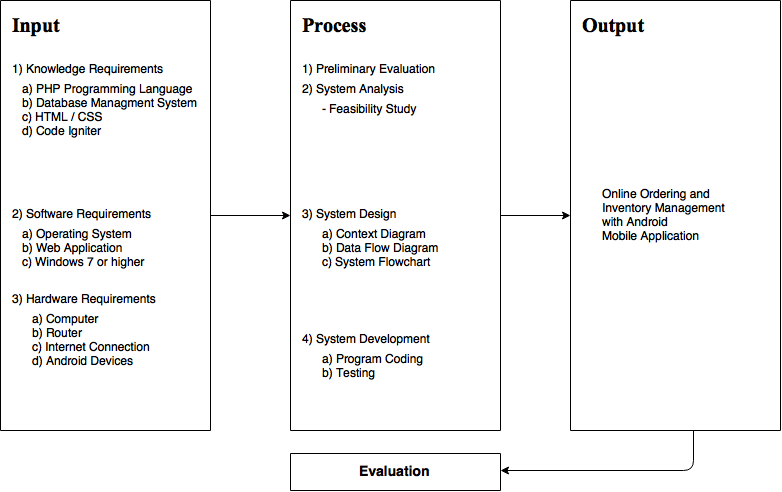 Input
1) Knowledge Requirements
a) PHP Programming Language
b) Database Managment System
c) HTML / CSS
d) Code Igniter
2) Software Requirements
a) Operating System
b) Web Application
c) Windows 7 or higher
3) Hardware Requirements
a) Computer
b) Router
c) Internet Connection
d) Android Devices
Process
1) Preliminary Evaluation
2) System Analysis
- Feasibility Study
3) System Design
a) Context Diagram
b) Data Flow Diagram
c) System Flowchart
4) System Development
a) Program Coding
b) Testing
Output
Online Ordering and
Inventory Management
with Android
Mobile Application
Evaluation